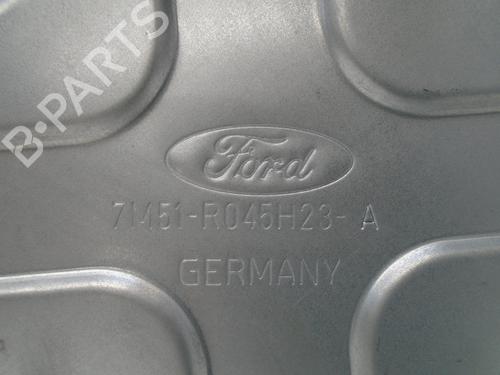 B-PARTS
Ford
7M51-R045H23- A
GERMANY